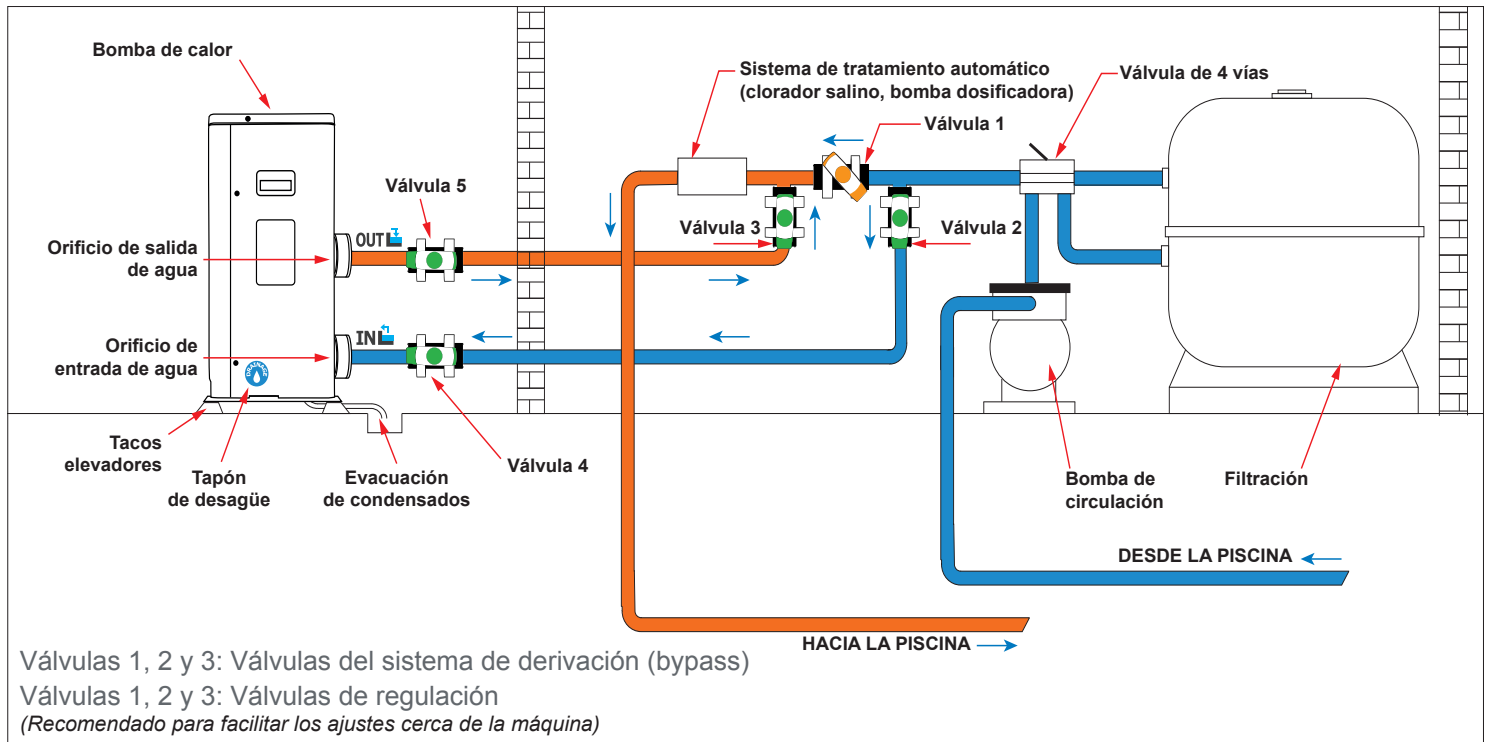 Bomba de calor
Sistema de tratamiento automático
(clorador salino, bomba dosificadora)
Válvula de 4 vías
Válvula 1
Válvula 5
Válvula 3
Válvula 2
OUT
Orificio de salida
de agua
IN
Orificio de
entrada de agua
DRAINAGE
Tacos
elevadores
Tapón
de desagüe
Evacuación
de condensados
Válvula 4
Bomba de
circulación
Filtración
DESDE LA PISCINA
HACIA LA PISCINA
Válvulas 1, 2 y 3: Válvulas del sistema de derivación (bypass)
Válvulas 1, 2 y 3: Válvulas de regulación
(Recomendado para facilitar los ajustes cerca de la máquina)